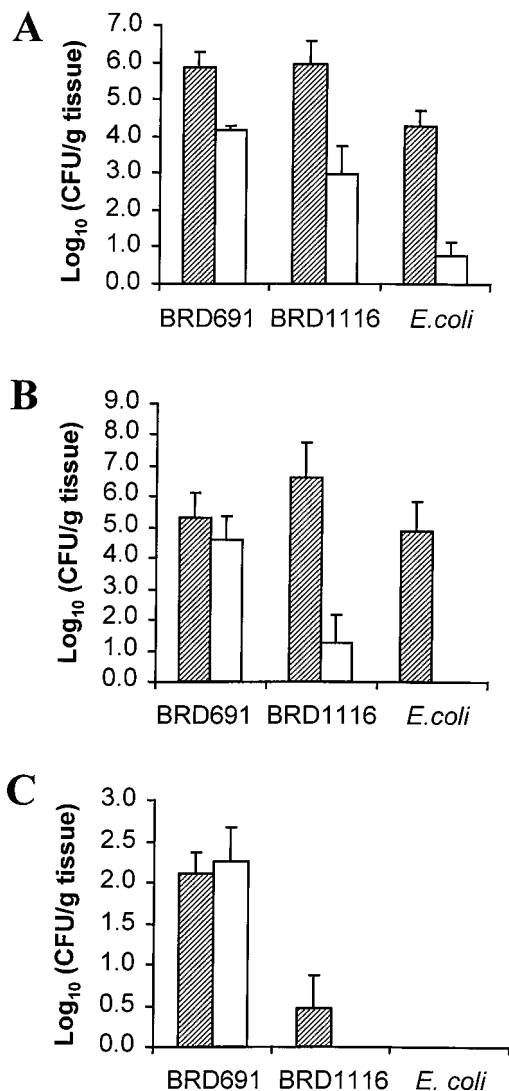 A
Log₁₀ (CFU/g tissue)
7.0
6.0
5.0
4.0
3.0
2.0
1.0
0.0
BRD691 BRD1116 E.coli
B
Log₁₀ (CFU/g tissue)
9.0
8.0
7.0
6.0
5.0
4.0
3.0
2.0
1.0
0.0
BRD691 BRD1116 E.coli
C
Log₁₀ (CFU/g tissue)
3.0
2.5
2.0
1.5
1.0
0.5
0.0
BRD691 BRD1116 E. coli